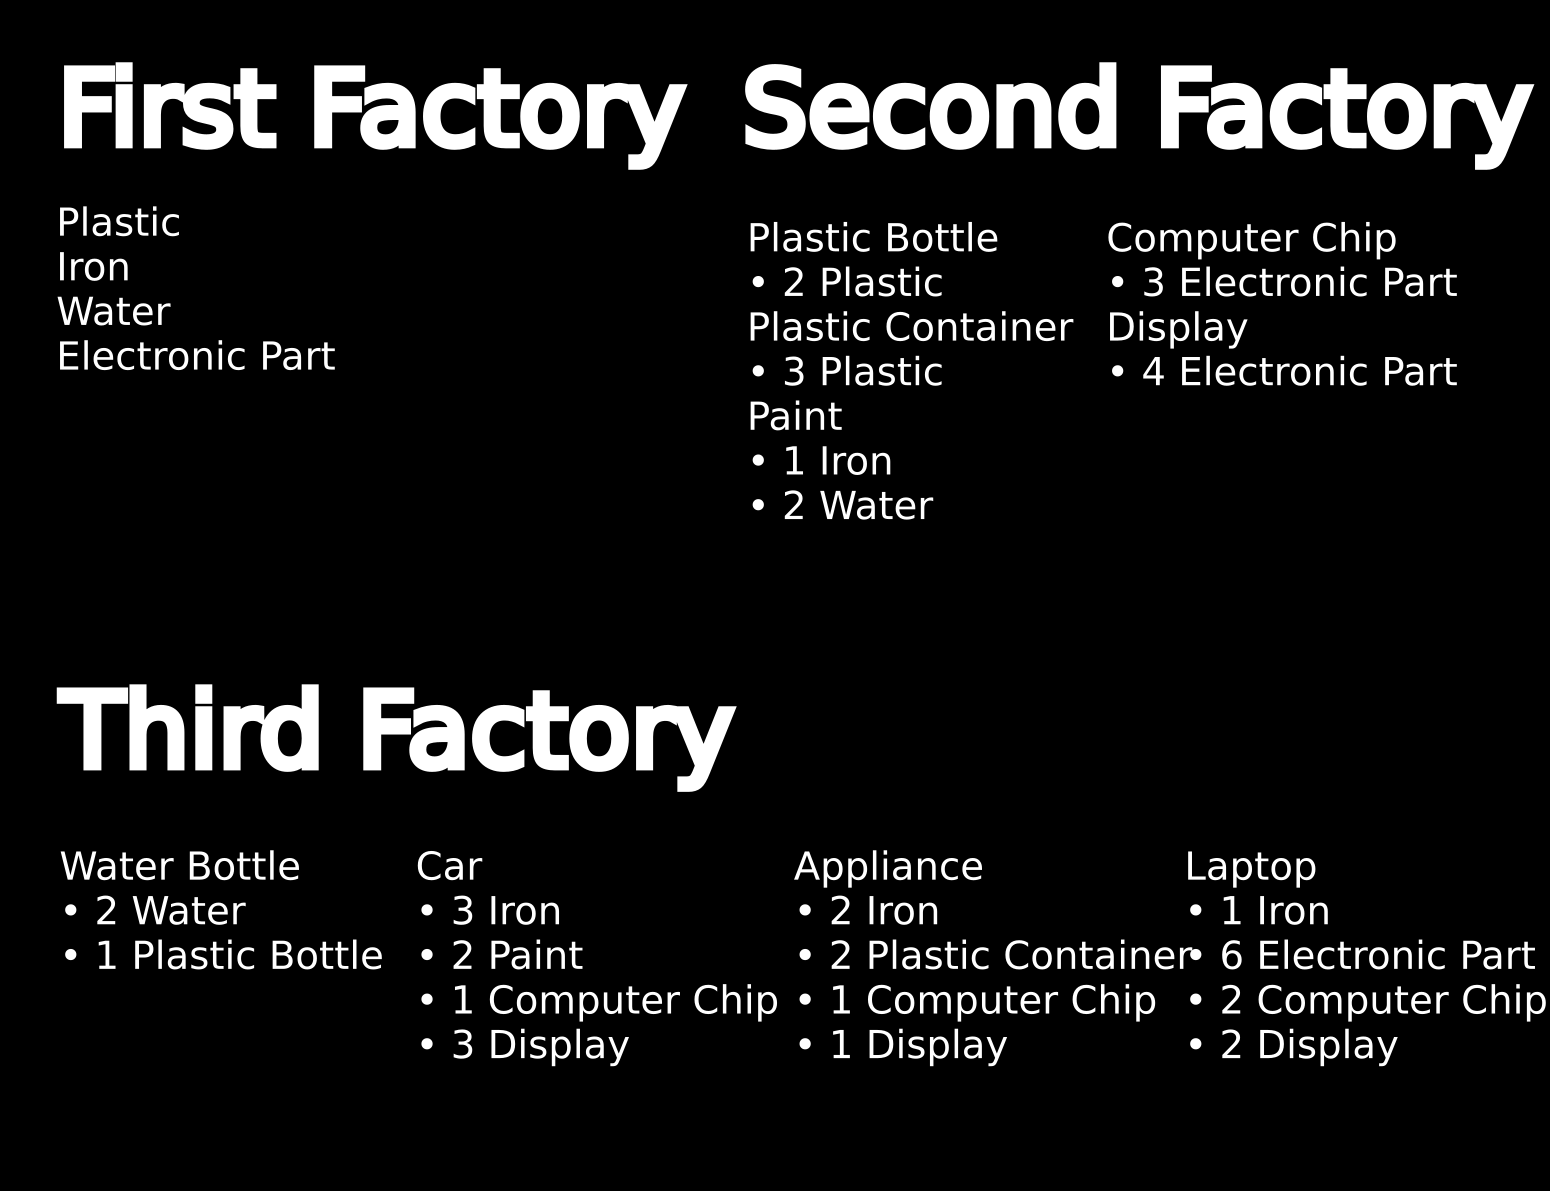 First Factory
Plastic
Iron
Water
Electronic Part
Second Factory
Plastic Bottle
• 2 Plastic
Plastic Container
• 3 Plastic
Paint
• 1 Iron
• 2 Water
Computer Chip
• 3 Electronic Part
Display
• 4 Electronic Part
Third Factory
Water Bottle
• 2 Water
• 1 Plastic Bottle
Car
• 3 Iron
• 2 Paint
• 1 Computer Chip
• 3 Display
Appliance
• 2 Iron
• 2 Plastic Container
• 1 Computer Chip
• 1 Display
Laptop
• 1 Iron
• 6 Electronic Part
• 2 Computer Chip
• 2 Display